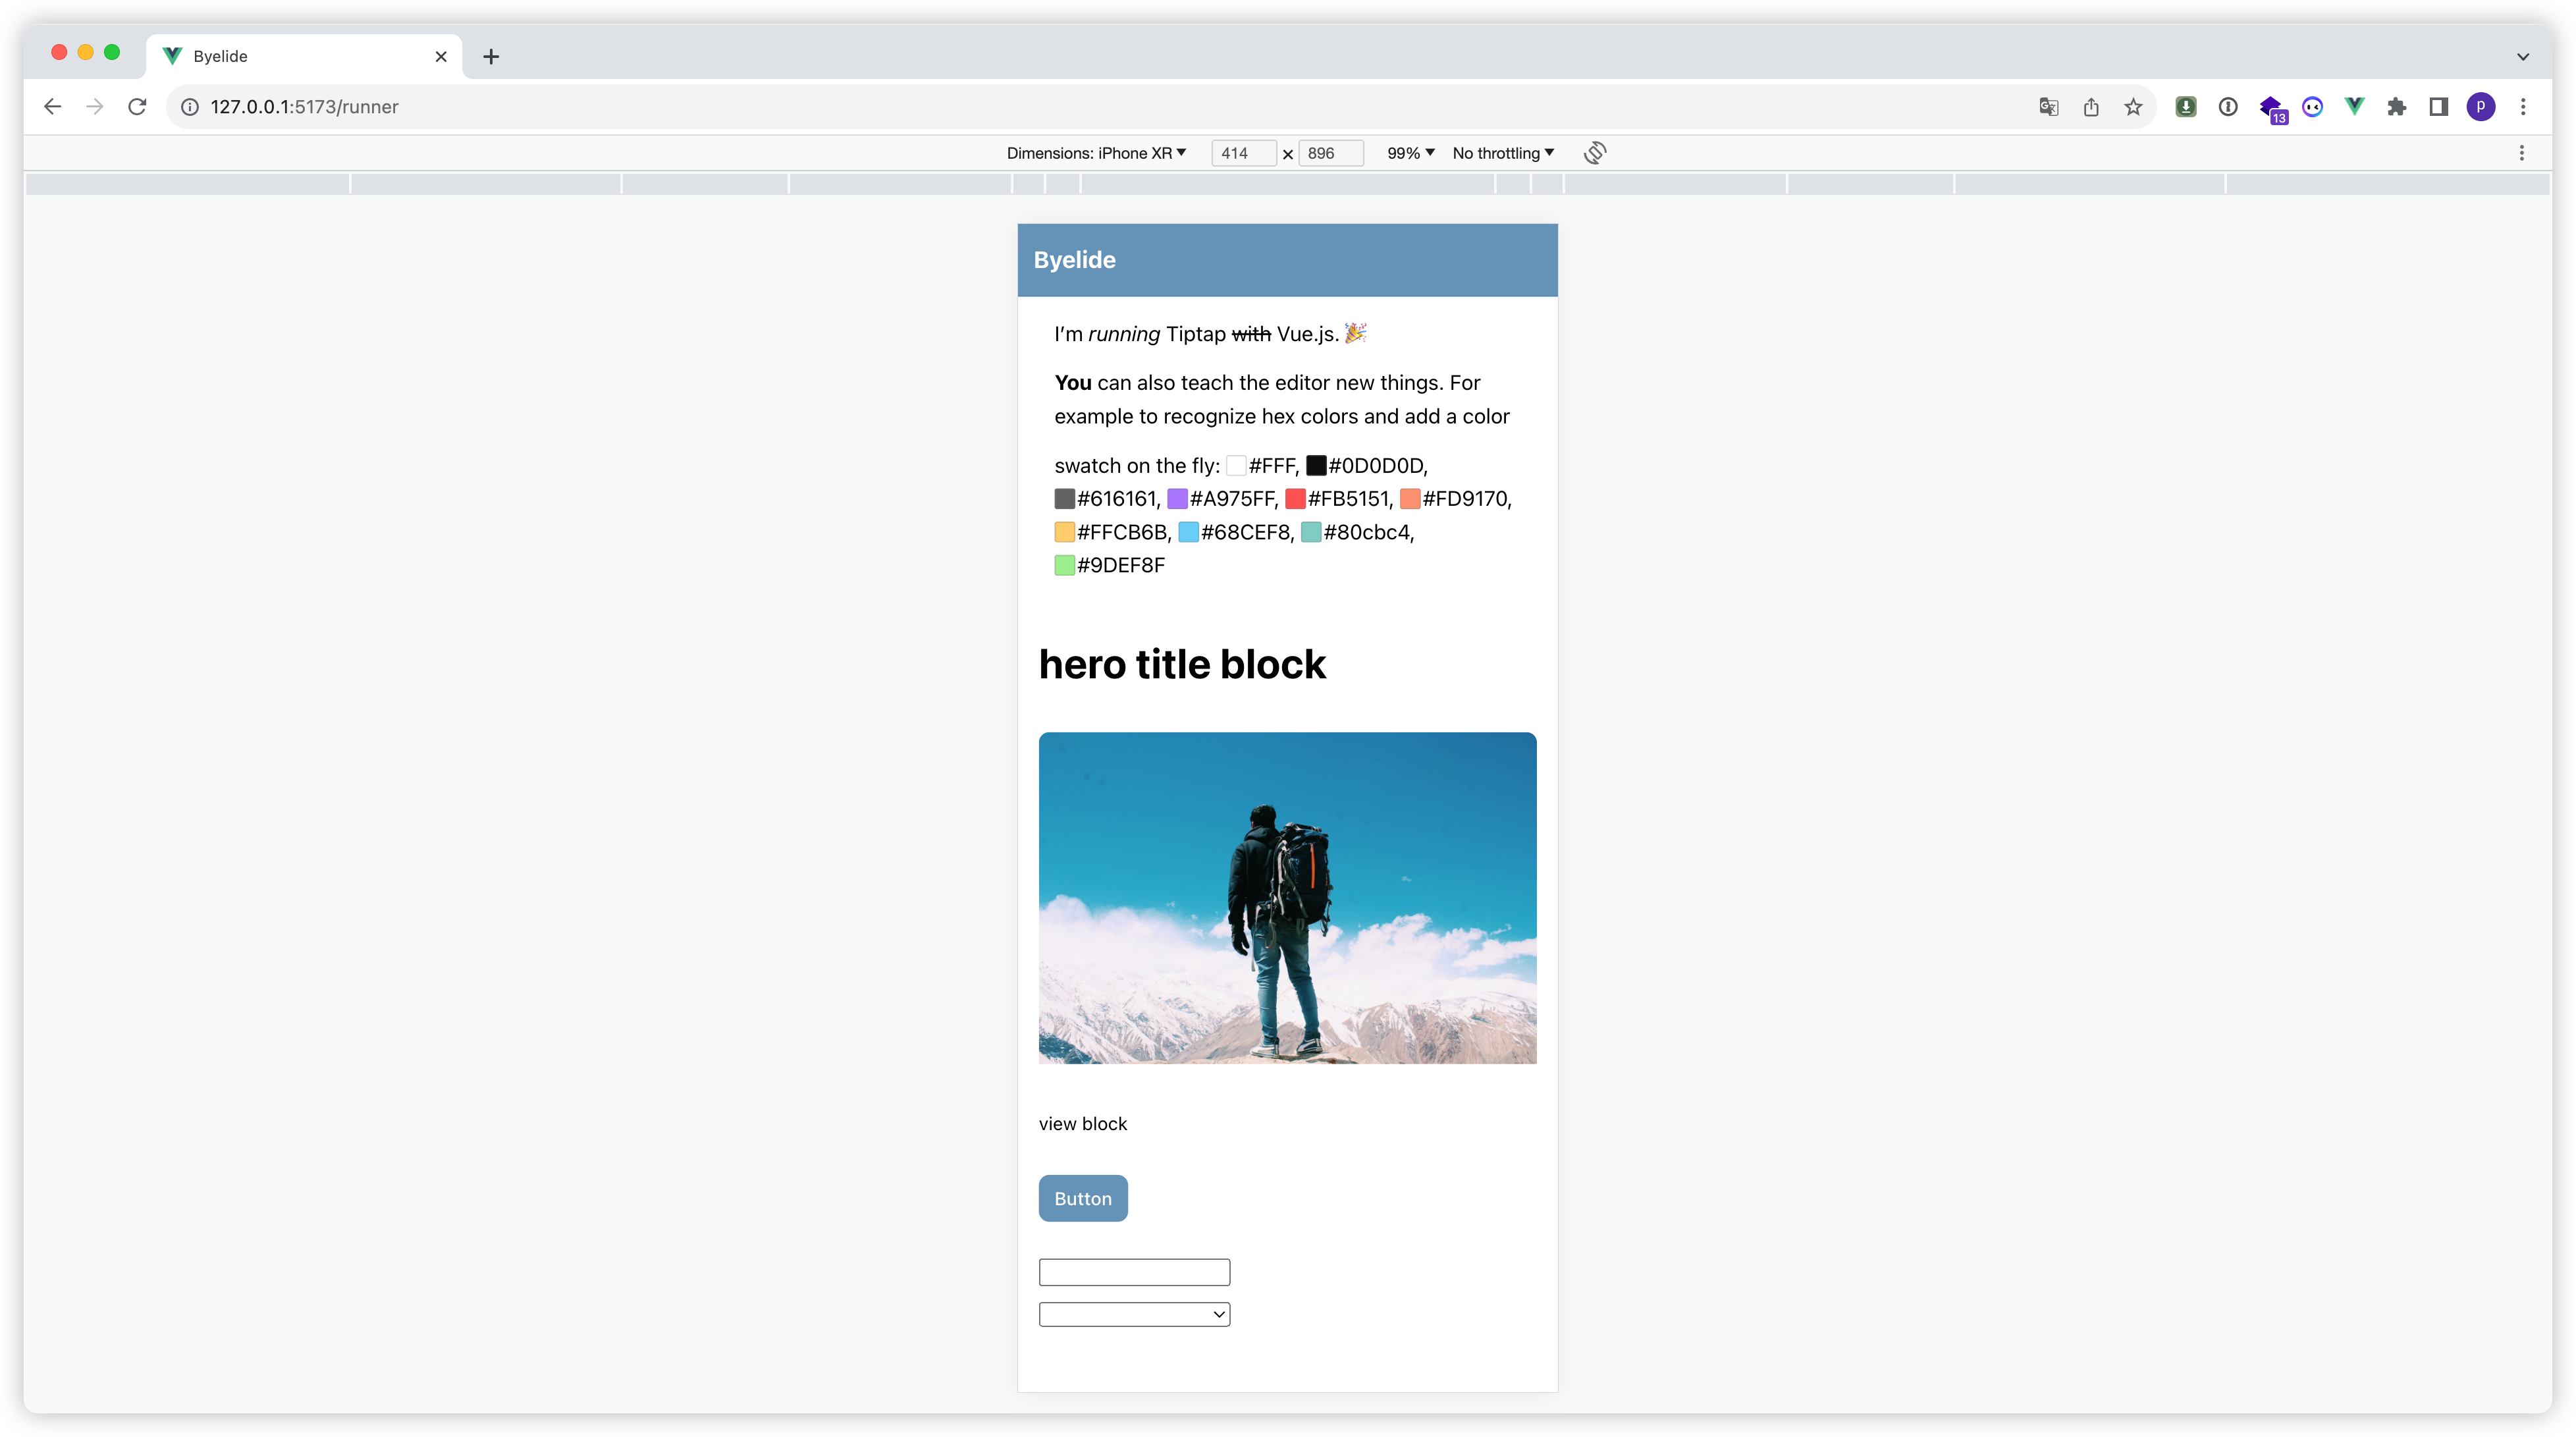 Byelide
127.0.0.1:5173/runner
13
P
Dimensions: iPhone XR
414 × 896
99%
No throttling
Byelide
I'm running Tiptap with Vue.js. 🎉
You can also teach the editor new things. For
example to recognize hex colors and add a color
swatch on the fly: #FFF, #0D0D0D,
#616161, #A975FF, #FB5151, #FD9170,
#FFCB6B, #68CEF8, #80cbc4,
#9DEF8F
hero title block
view block
Button